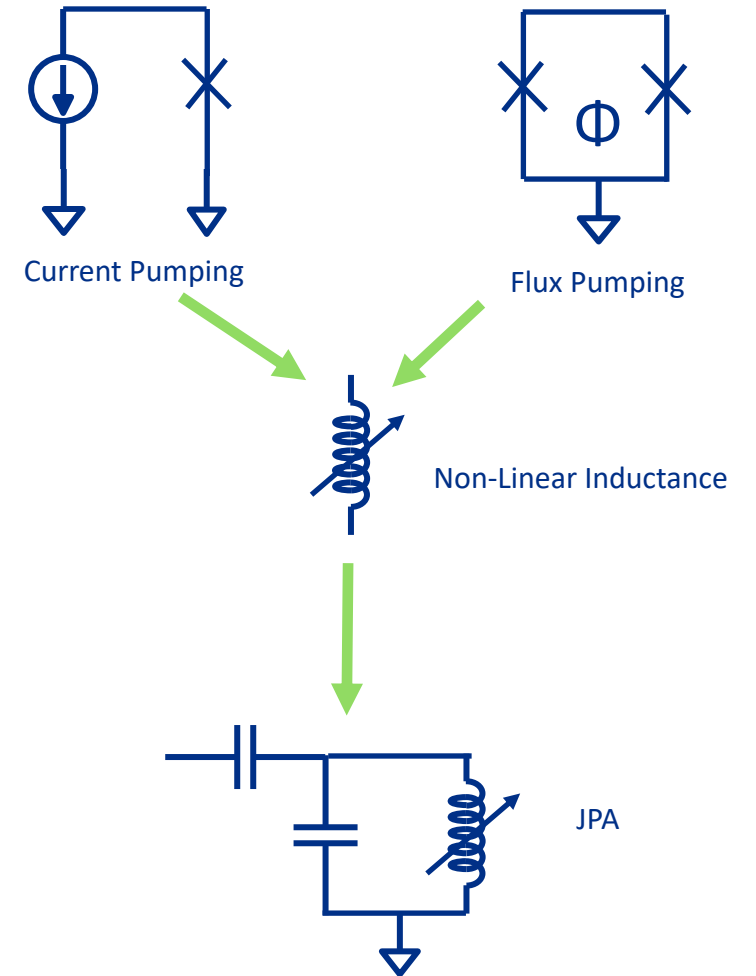 Φ
Current Pumping
Flux Pumping
Non-Linear Inductance
JPA